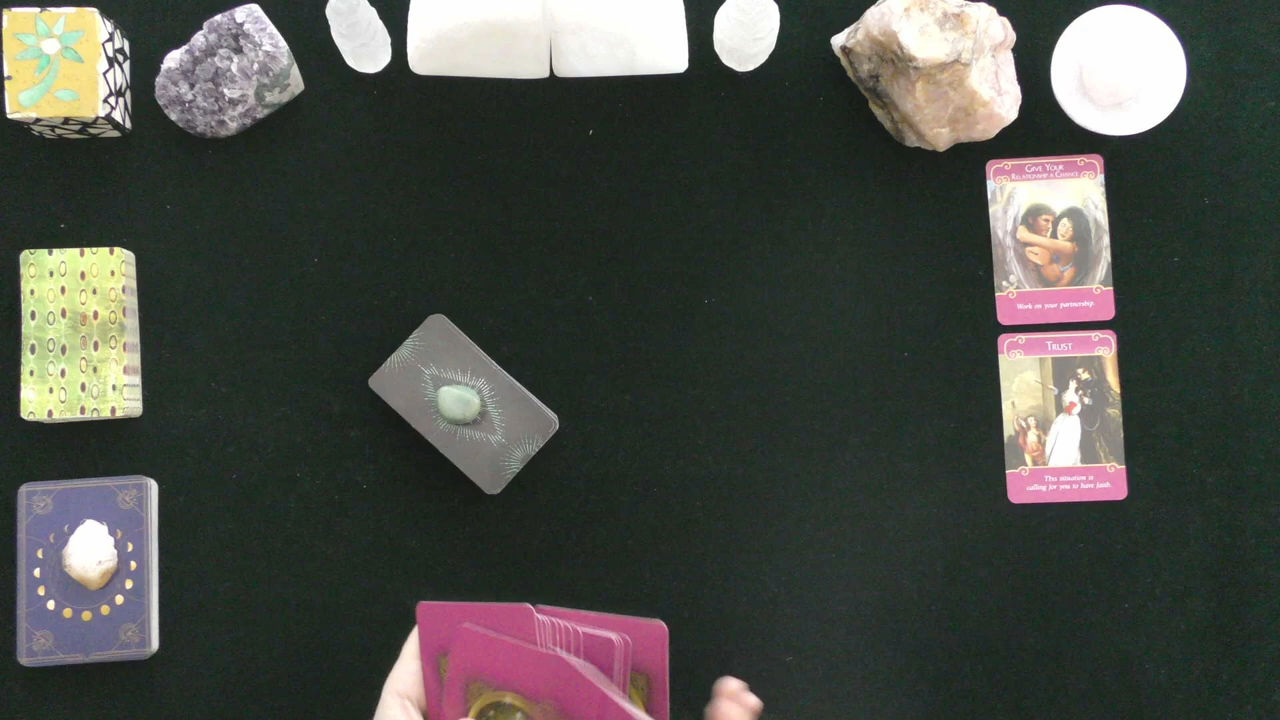 GIVE YOUR
RELATIONSHIP A CHANCE
Work on your partnership.
TRUST
This situation is
calling for you to have faith.